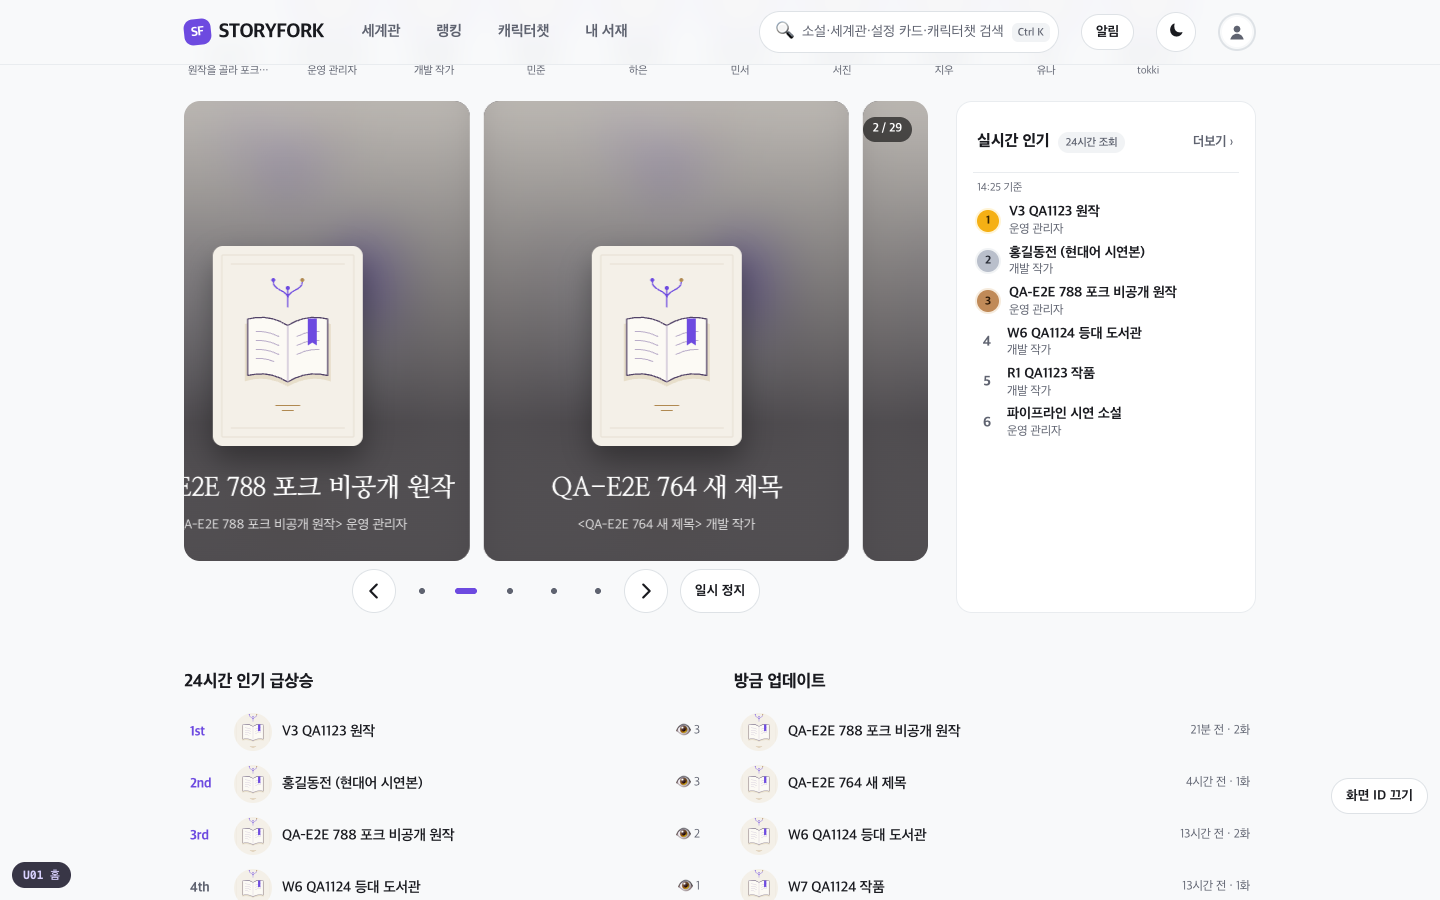 SF STORYFORK 세계관 랭킹 캐릭터챗 내 서재 소설·세계관·설정 카드·캐릭터챗 검색 Ctrl K 알림
원작을 골라 포크… 운영 관리자 개발 작가 민준 하은 민서 서진 지우 유나 tokki
2 / 29
E2E 788 포크 비공개 원작
A-E2E 788 포크 비공개 원작> 운영 관리자
QA-E2E 764 새 제목
<QA-E2E 764 새 제목> 개발 작가
일시 정지
실시간 인기 24시간 조회 더보기 ›
14:25 기준
1 V3 QA1123 원작
운영 관리자
2 홍길동전 (현대어 시연본)
개발 작가
3 QA-E2E 788 포크 비공개 원작
운영 관리자
4 W6 QA1124 등대 도서관
개발 작가
5 R1 QA1123 작품
개발 작가
6 파이프라인 시연 소설
운영 관리자
24시간 인기 급상승
1st V3 QA1123 원작 3
2nd 홍길동전 (현대어 시연본) 3
3rd QA-E2E 788 포크 비공개 원작 2
4th W6 QA1124 등대 도서관 1
방금 업데이트
QA-E2E 788 포크 비공개 원작 21분 전 · 2화
QA-E2E 764 새 제목 4시간 전 · 1화
W6 QA1124 등대 도서관 13시간 전 · 2화
W7 QA1124 작품 13시간 전 · 1화
화면 ID 끄기
U01 홈